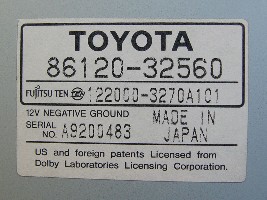 TOYOTA
86120-32560
FUJITSU TEN 122000-3270A101
12V NEGATIVE GROUND
MADE IN
JAPAN
SERIAL
NO. A9200483
US and foreign patents Licensed from
Dolby Laboratories Licensing Corporation.